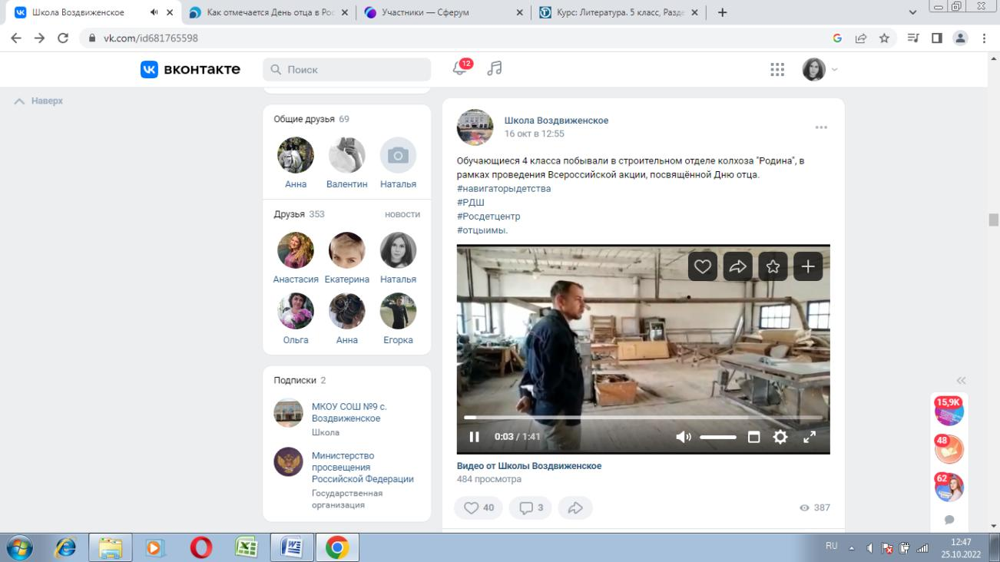 Школа Воздвиженское
Как отмечается День отца в Рос
Участники — Сферум
Курс: Литература. 5 класс, Разде
vk.com/id681765598
вконтакте
Поиск
12
Наверх
Общие друзья 69
Анна
Валентин
Наталья
Друзья 353
новости
Анастасия
Екатерина
Наталья
Ольга
Анна
Егорка
Подписки 2
МКОУ СОШ №9 с.
Воздвиженское
Школа
Министерство
просвещения
Российской Федерации
Государственная
организация
Школа Воздвиженское
16 окт в 12:55
Обучающиеся 4 класса побывали в строительном отделе колхоза "Родина", в
рамках проведения Всероссийской акции, посвящённой Дню отца.
#навигаторыдетства
#РДШ
#Росдетцентр
#отцыимы.
0:03 / 1:41
Видео от Школы Воздвиженское
484 просмотра
40
3
387
15,9K
48
62
RU
12:47
25.10.2022